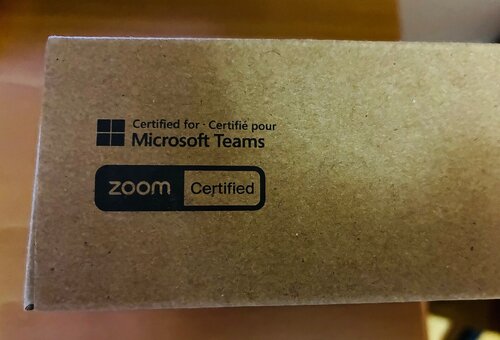 Certified for · Certifié pour
Microsoft Teams
zoom Certified